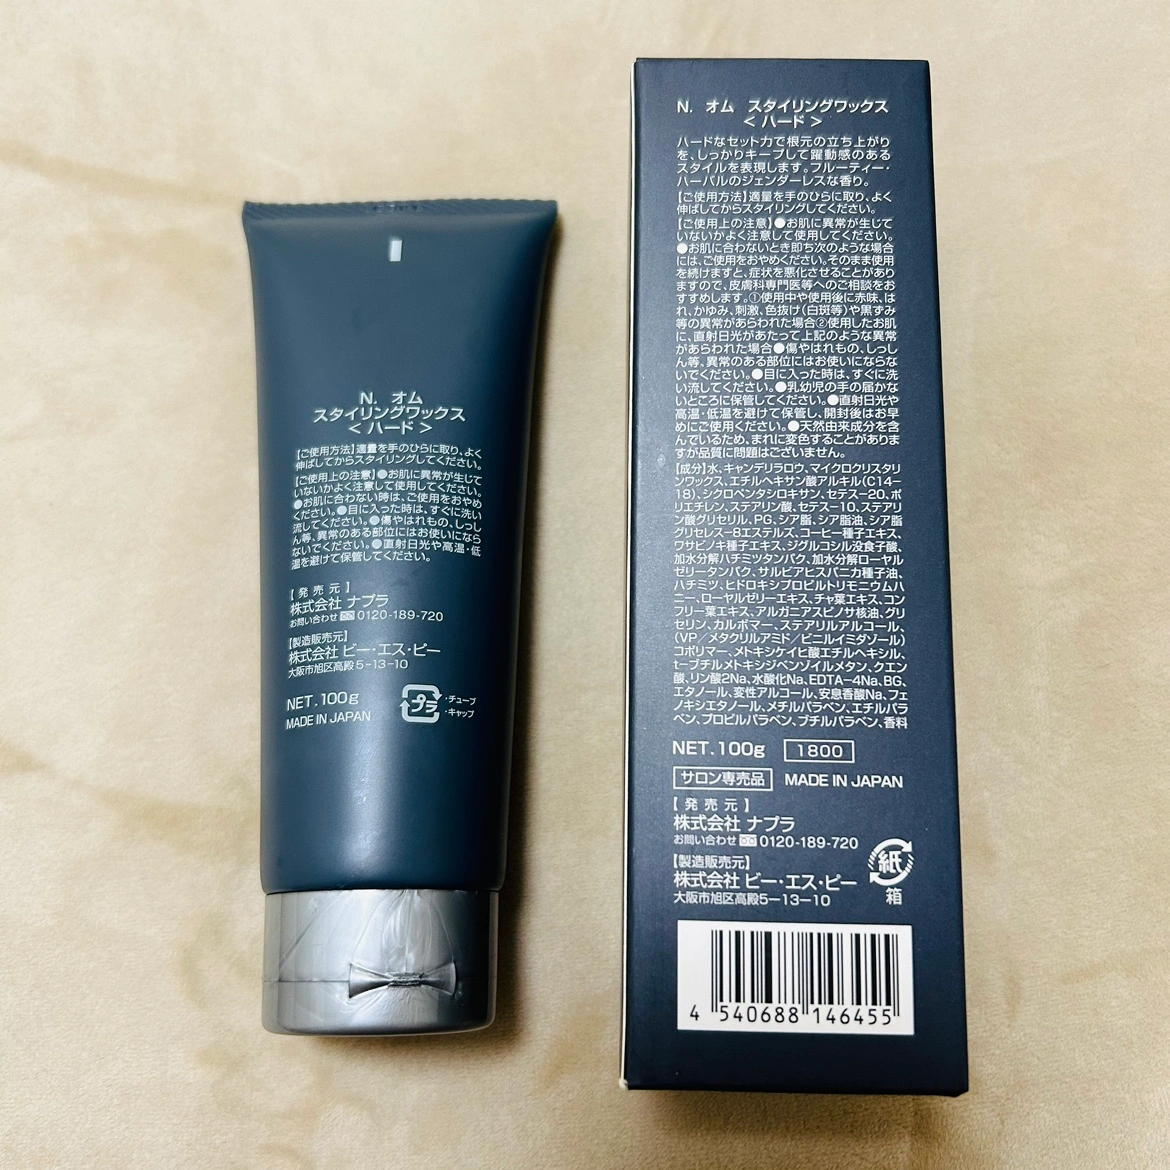 N. オム
スタイリングワックス
< ハード >
【ご使用方法】適量を手のひらに取り、よく
伸ばしてからスタイリングしてください。
【ご使用上の注意】●お肌に異常が生じて
いないかよく注意して使用してください。
●お肌に合わない時は、ご使用をおやめ
ください。●目に入った時は、すぐに洗い
流してください。●傷やはれもの、しっし
ん等、異常のある部位にはお使いになら
ないでください。●直射日光や高温・低
温を避けて保管してください。
【 発 売 元 】
株式会社 ナプラ
お問い合わせ 0120-189-720
【製造販売元】
株式会社 ビー・エス・ピー
大阪市旭区高殿5-13-10
NET.100g
MADE IN JAPAN
プラ
・チューブ
・キャップ
N. オム スタイリングワックス
< ハード >
ハードなセット力で根元の立ち上がり
を、しっかりキープして躍動感のある
スタイルを表現します。フルーティー・
ハーバルのジェンダーレスな香り。
【ご使用方法】適量を手のひらに取り、よく
伸ばしてからスタイリングしてください。
【ご使用上の注意】●お肌に異常が生じて
いないかよく注意して使用してください。
●お肌に合わないとき即ち次のような場合
には、ご使用をおやめください。そのまま使用
を続けますと、症状を悪化させることがあり
ますので、皮膚科専門医等へのご相談をお
すすめします。①使用中や使用後に赤味、は
れ、かゆみ、刺激、色抜け(白斑等)や黒ずみ
等の異常があらわれた場合②使用したお肌
に、直射日光があたって上記のような異常
があらわれた場合●傷やはれもの、しっし
ん等、異常のある部位にはお使いにならな
いでください。●目に入った時は、すぐに洗
い流してください。●乳幼児の手の届かな
いところに保管してください。●直射日光や
高温・低温を避けて保管し、開封後はお早
めにご使用ください。●天然由来成分を含
んでいるため、まれに変色することがありま
すが品質に問題はございません。
【成分】水、キャンデリラロウ、マイクロクリスタリ
ンワックス、エチルヘキサン酸アルキル(C14-
18)、シクロペンタシロキサン、セテス-20、ポ
リエチレン、ステアリン酸、セテス-10、ステアリ
ン酸グリセリル、PG、シア脂、シア脂油、シア脂
グリセレス-8エステルズ、コーヒー種子エキス、
ワサビノキ種子エキス、ジグルコシル没食子酸、
加水分解ハチミツタンパク、加水分解ローヤル
ゼリータンパク、サルビアヒスパニカ種子油、
ハチミツ、ヒドロキシプロピルトリモニウムハ
ニー、ローヤルゼリーエキス、チャ葉エキス、コン
フリー葉エキス、アルガニアスピノサ核油、グリ
セリン、カルボマー、ステアリルアルコール、
(VP/メタクリルアミド/ビニルイミダゾール)
コポリマー、メトキシケイヒ酸エチルヘキシル、
t-ブチルメトキシジベンゾイルメタン、クエン
酸、リン酸2Na、水酸化Na、EDTA-4Na、BG、
エタノール、変性アルコール、安息香酸Na、フェ
ノキシエタノール、メチルパラベン、エチルパラ
ベン、プロピルパラベン、ブチルパラベン、香料
NET.100g 1800
サロン専売品 MADE IN JAPAN
【 発 売 元 】
株式会社 ナプラ
お問い合わせ 0120-189-720
【製造販売元】
株式会社 ビー・エス・ピー
大阪市旭区高殿5-13-10
紙
箱
4 540688 146455